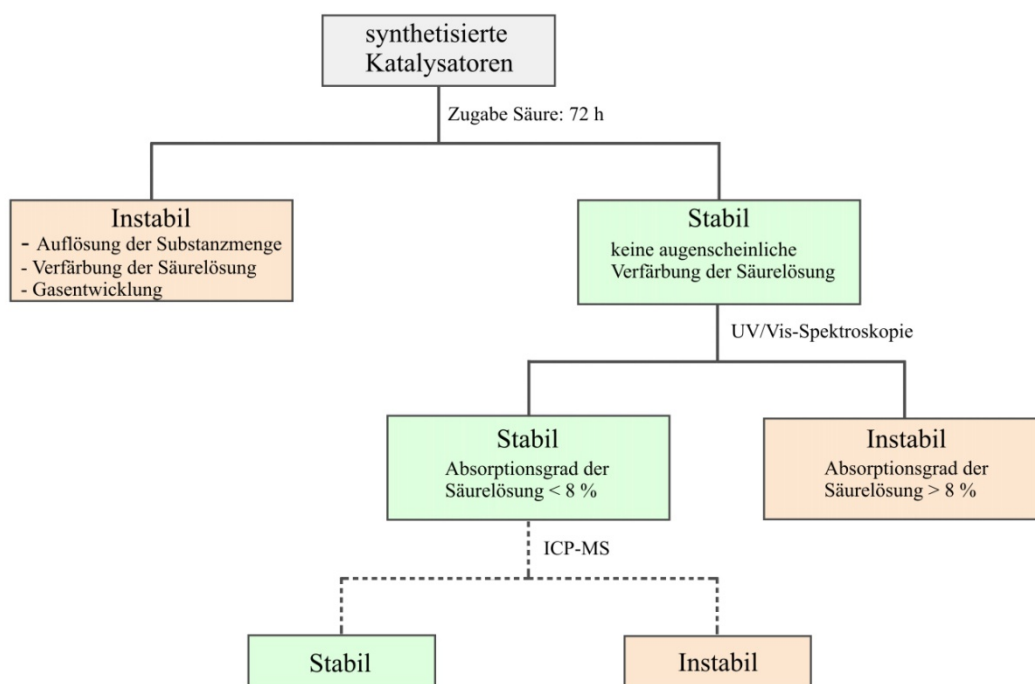 synthetisierte
Katalysatoren
Zugabe Säure: 72 h
Instabil
- Auflösung der Substanzmenge
- Verfärbung der Säurelösung
- Gasentwicklung
Stabil
keine augenscheinliche
Verfärbung der Säurelösung
UV/Vis-Spektroskopie
Stabil
Absorptionsgrad der
Säurelösung < 8 %
Instabil
Absorptionsgrad der
Säurelösung > 8 %
ICP-MS
Stabil
Instabil